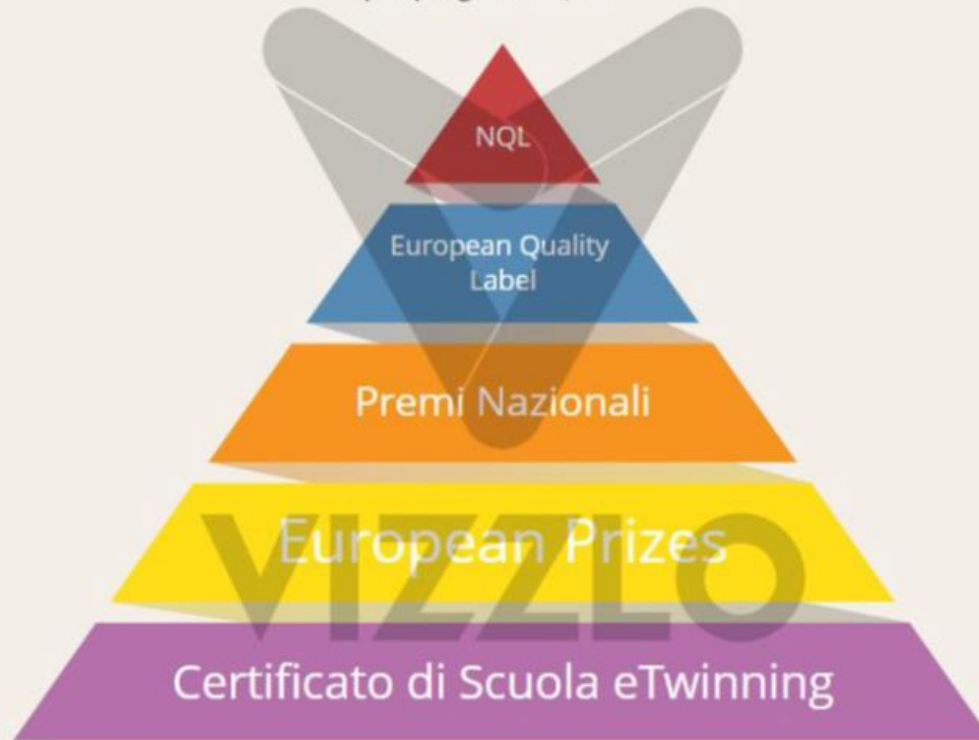 NQL
European Quality
Label
Premi Nazionali
European Prizes
VIZZLO
Certificato di Scuola eTwinning